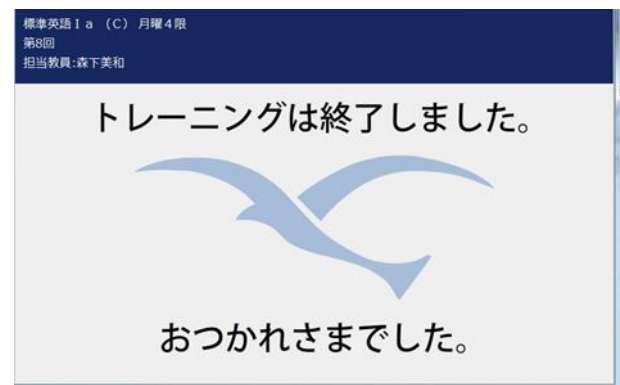 標準英語Ⅰａ（Ｃ）月曜４限
第8回
担当教員:森下美和
トレーニングは終了しました。
おつかれさまでした。